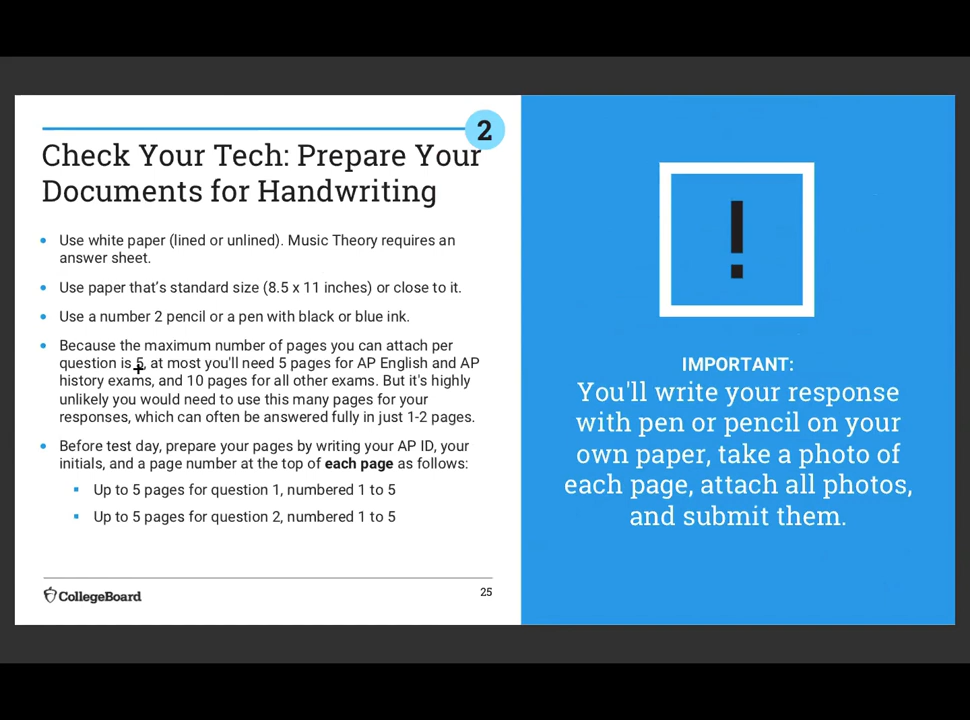 2
Check Your Tech: Prepare Your
Documents for Handwriting
• Use white paper (lined or unlined). Music Theory requires an
answer sheet.
• Use paper that's standard size (8.5 x 11 inches) or close to it.
• Use a number 2 pencil or a pen with black or blue ink.
• Because the maximum number of pages you can attach per
question is 5, at most you'll need 5 pages for AP English and AP
history exams, and 10 pages for all other exams. But it's highly
unlikely you would need to use this many pages for your
responses, which can often be answered fully in just 1-2 pages.
• Before test day, prepare your pages by writing your AP ID, your
initials, and a page number at the top of each page as follows:
▪ Up to 5 pages for question 1, numbered 1 to 5
▪ Up to 5 pages for question 2, numbered 1 to 5
CollegeBoard
25
!
IMPORTANT:
You'll write your response
with pen or pencil on your
own paper, take a photo of
each page, attach all photos,
and submit them.